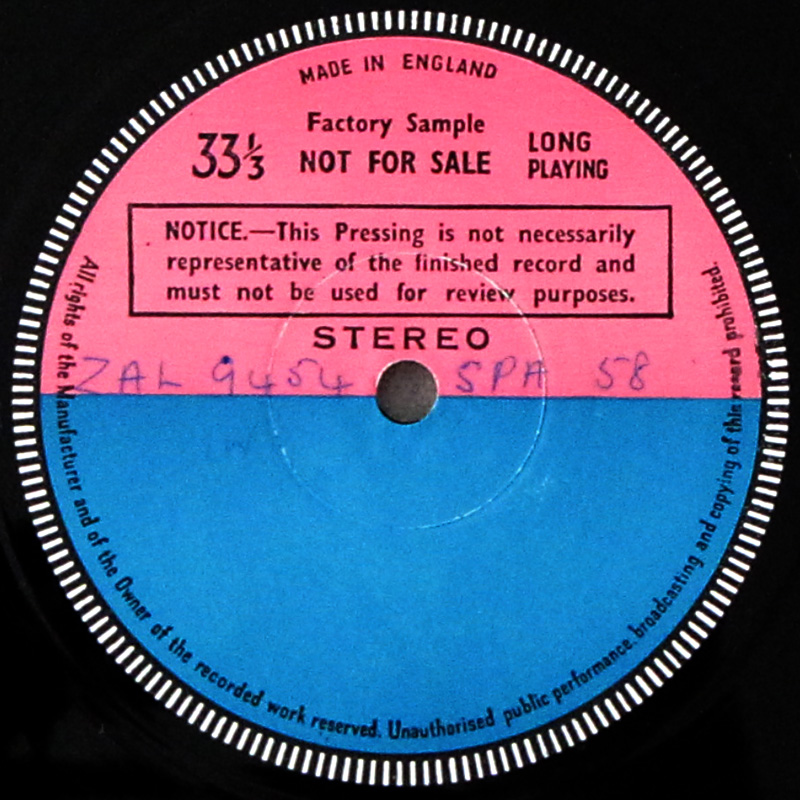 MADE IN ENGLAND
Factory Sample
33⅓ NOT FOR SALE LONG PLAYING
NOTICE.—This Pressing is not necessarily
representative of the finished record and
must not be used for review purposes.
STEREO
ZAL 9454 SPA 58
All rights of the Manufacturer and of the Owner of the recorded work reserved. Unauthorised public performance, broadcasting and copying of this record prohibited.